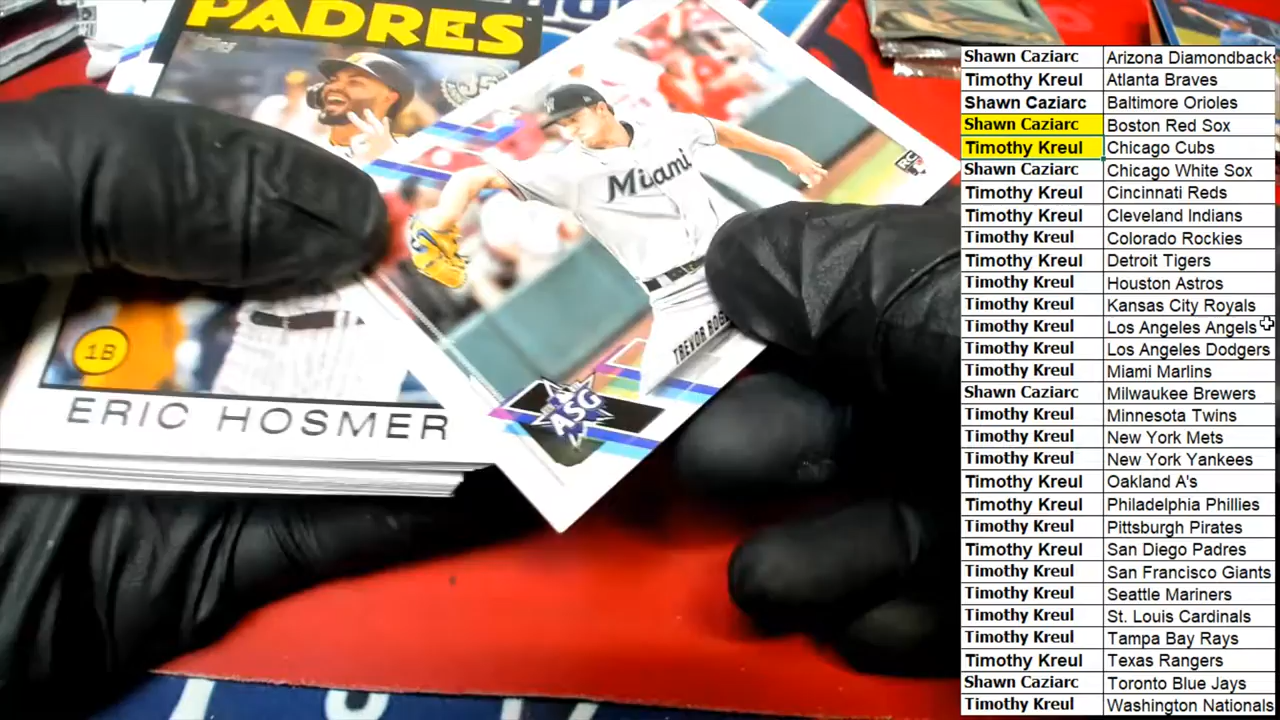 PADRES
Topps
35
Miami
RC
TREVOR
ASG
1B
ERIC HOSMER
Shawn Caziarc Arizona Diamondbacks
Timothy Kreul Atlanta Braves
Shawn Caziarc Baltimore Orioles
Shawn Caziarc Boston Red Sox
Timothy Kreul Chicago Cubs
Shawn Caziarc Chicago White Sox
Timothy Kreul Cincinnati Reds
Timothy Kreul Cleveland Indians
Timothy Kreul Colorado Rockies
Timothy Kreul Detroit Tigers
Timothy Kreul Houston Astros
Timothy Kreul Kansas City Royals
Timothy Kreul Los Angeles Angels
Timothy Kreul Los Angeles Dodgers
Timothy Kreul Miami Marlins
Shawn Caziarc Milwaukee Brewers
Timothy Kreul Minnesota Twins
Timothy Kreul New York Mets
Timothy Kreul New York Yankees
Timothy Kreul Oakland A's
Timothy Kreul Philadelphia Phillies
Timothy Kreul Pittsburgh Pirates
Timothy Kreul San Diego Padres
Timothy Kreul San Francisco Giants
Timothy Kreul Seattle Mariners
Timothy Kreul St. Louis Cardinals
Timothy Kreul Tampa Bay Rays
Timothy Kreul Texas Rangers
Shawn Caziarc Toronto Blue Jays
Timothy Kreul Washington Nationals